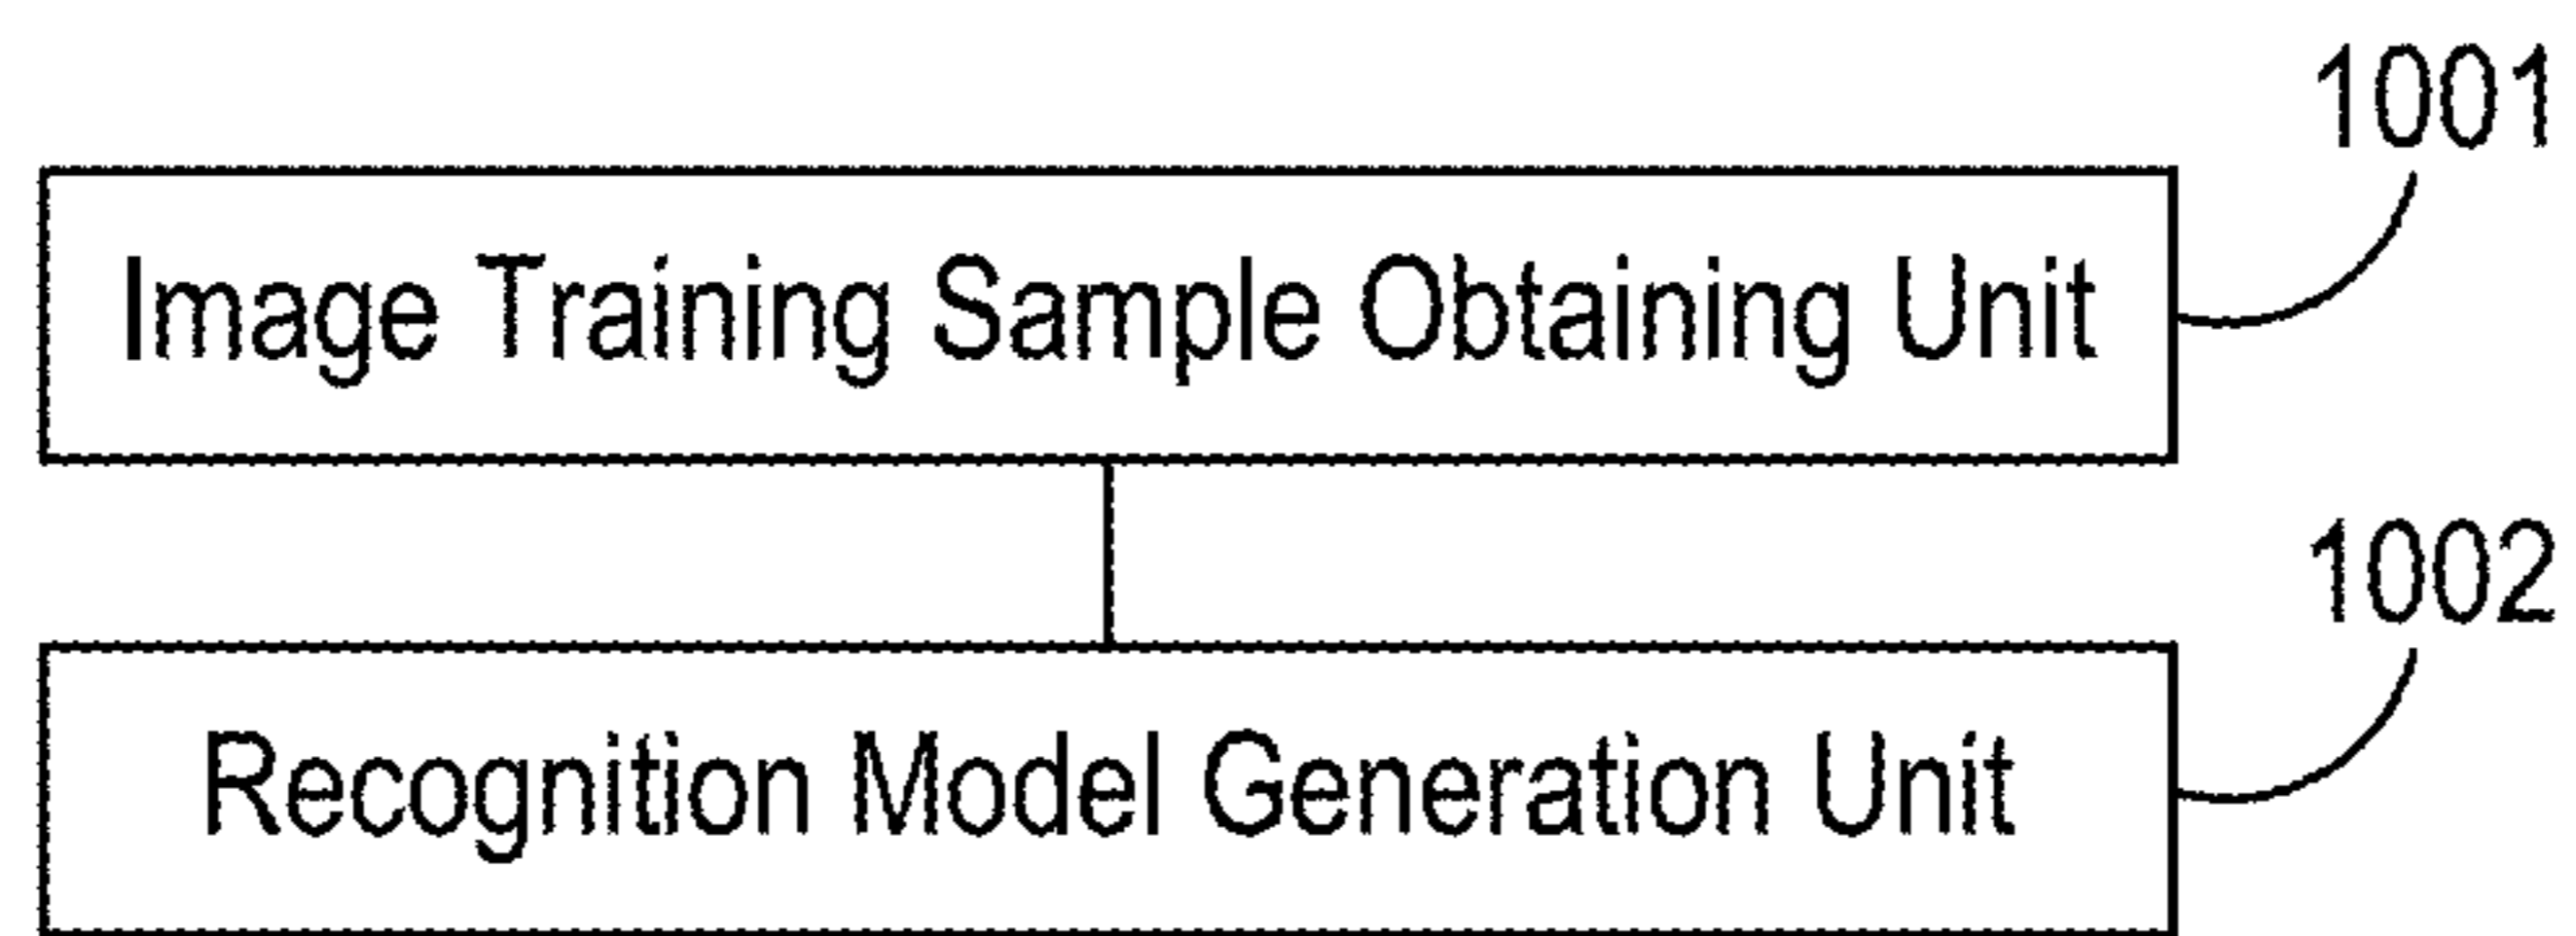 1001
Image Training Sample Obtaining Unit
1002
Recognition Model Generation Unit